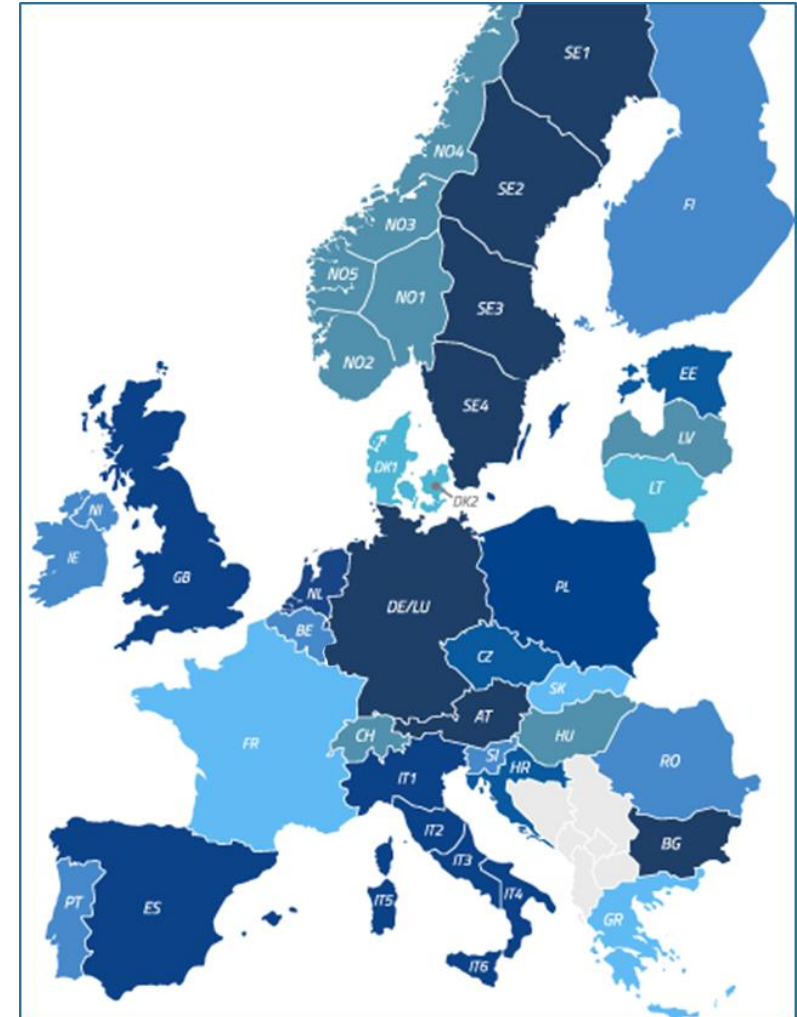 SE1
NO4
SE2
FI
NO3
NO5
NO1
SE3
NO2
EE
SE4
LV
DK1
LT
DK2
NI
IE
GB
NL
DE/LU
PL
BE
CZ
SK
AT
FR
CH
HU
SI
HR
RO
IT1
IT2
IT3
BG
IT4
IT5
PT
ES
GR
IT6